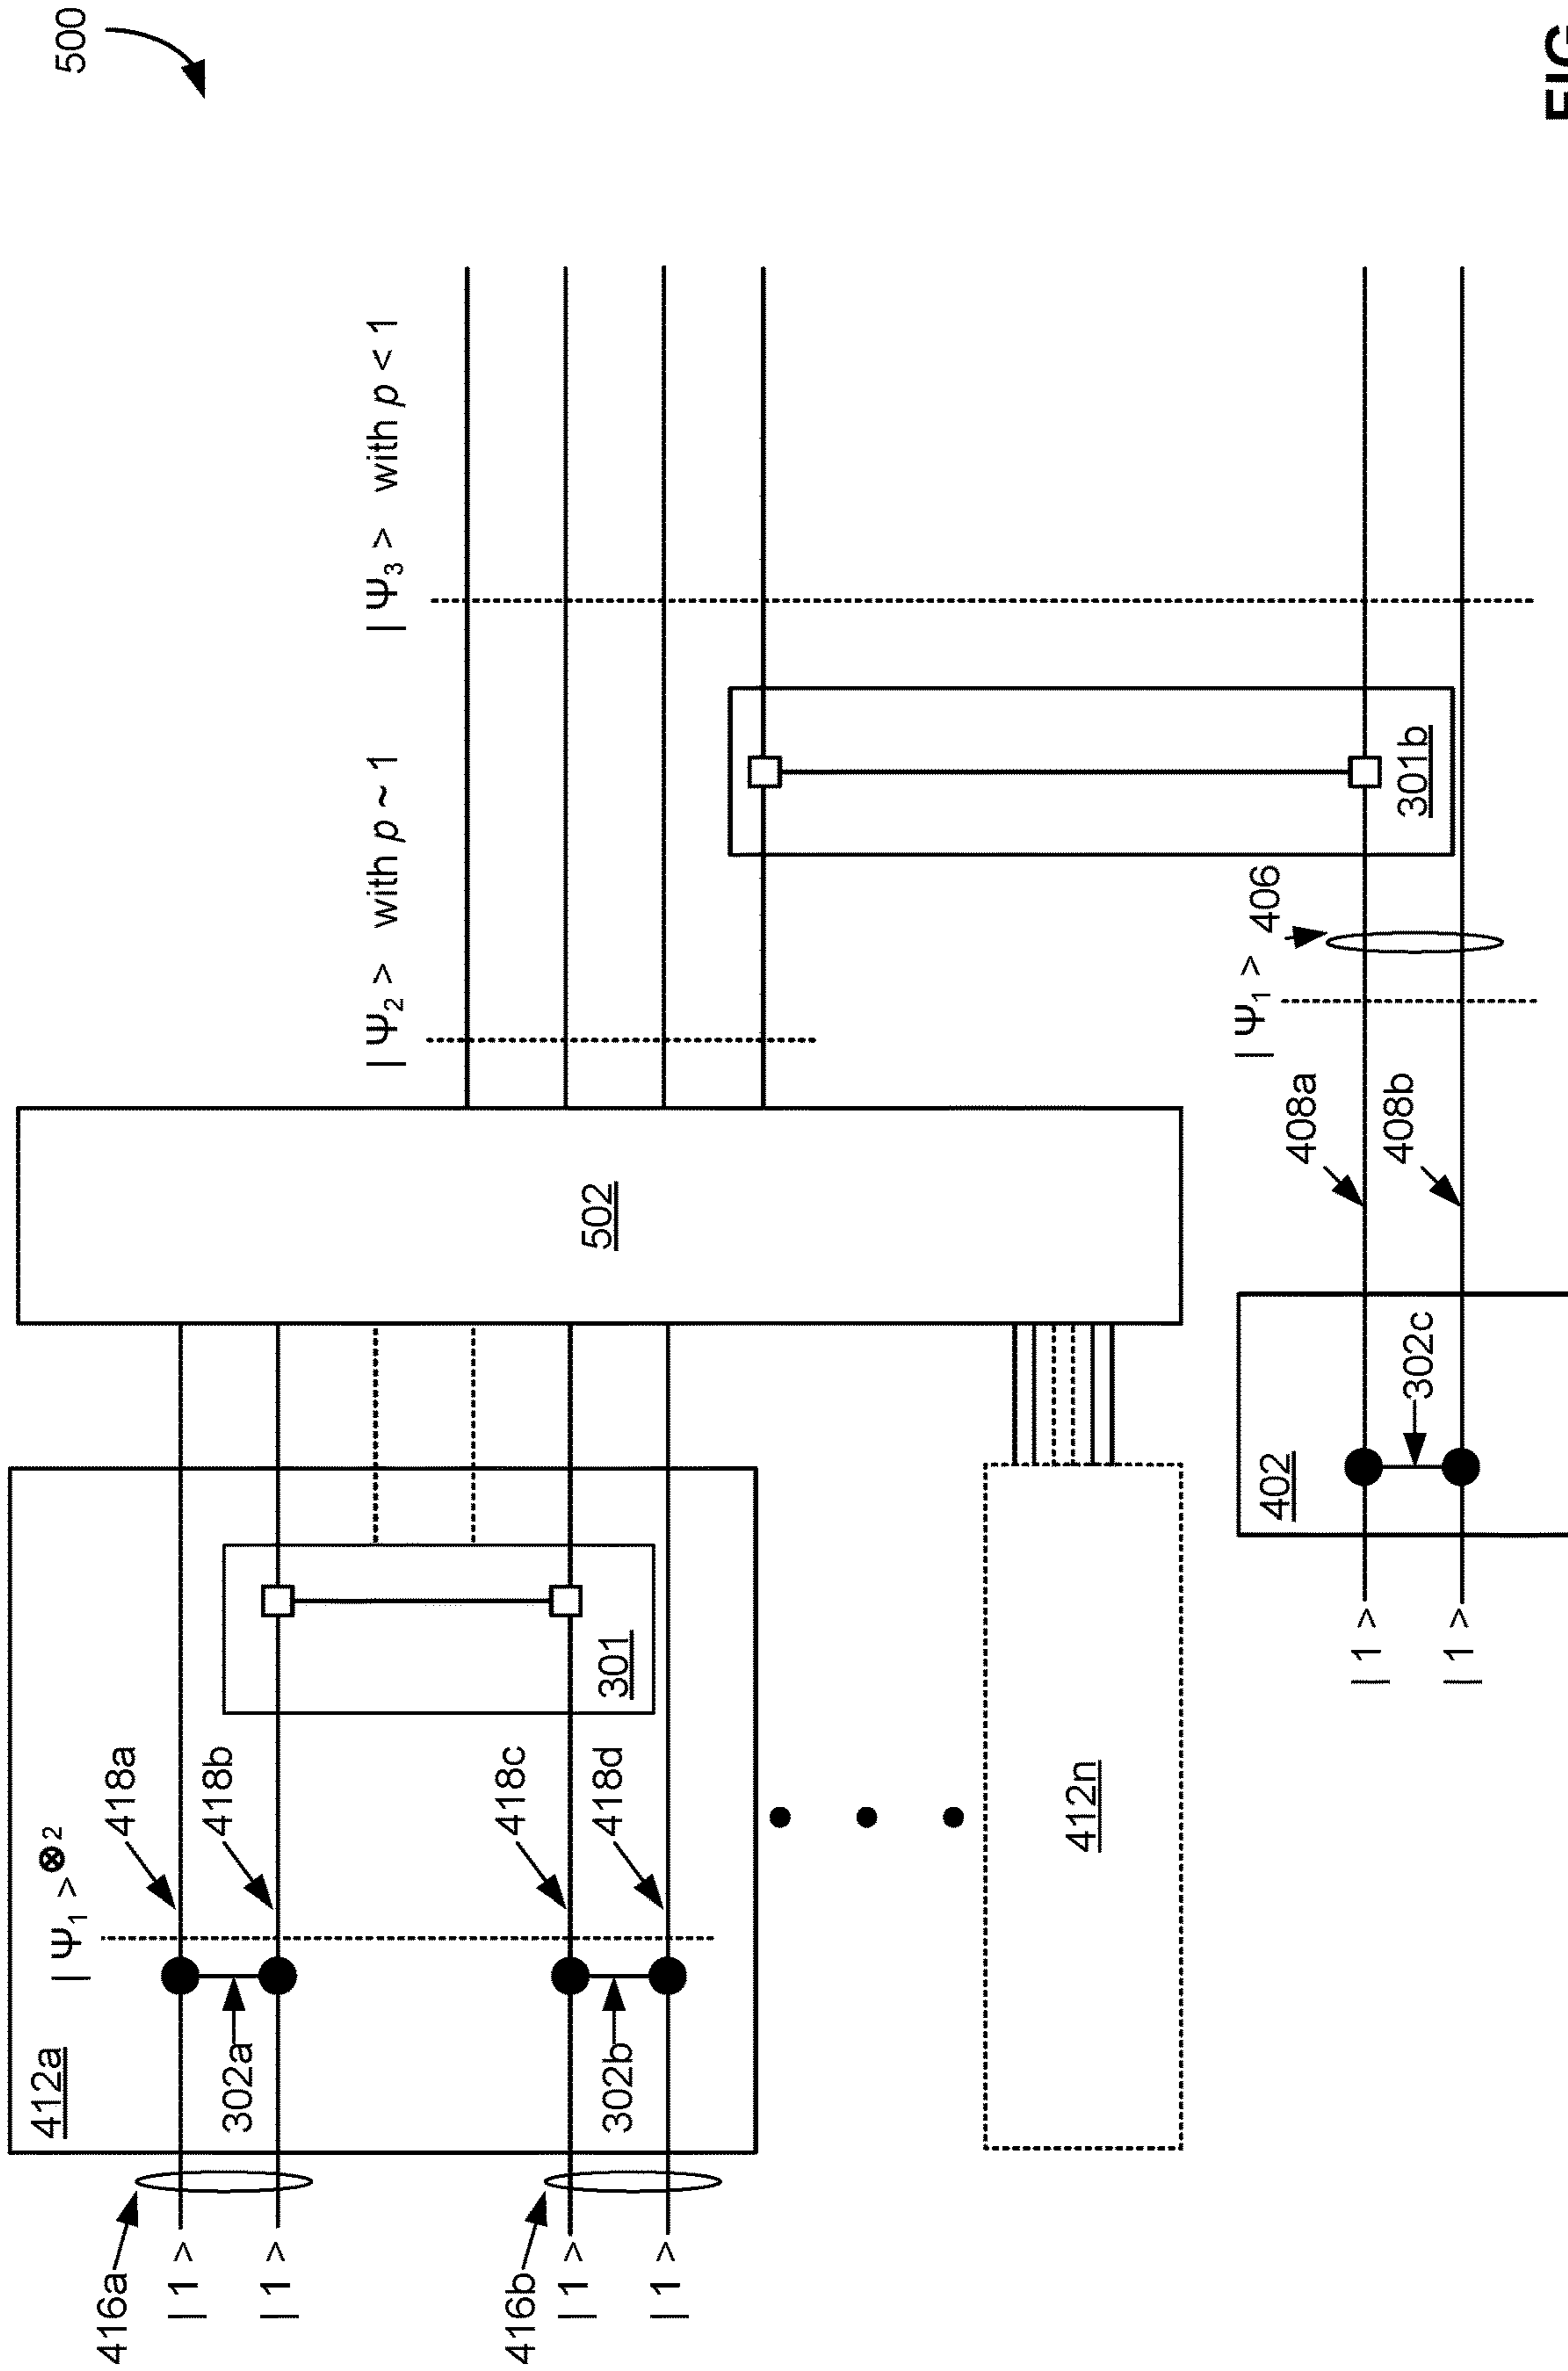 500
|Ψ₃ > with p < 1
|Ψ₂ > with p ~ 1
|Ψ₁ >⊗2
412a
416a
| 1 >
| 1 >
302a
418a
418b
416b
| 1 >
| 1 >
302b
418c
418d
301
502
412n
301b
406
|Ψ₁ >
408a
408b
402
302c
| 1 >
| 1 >
FIG